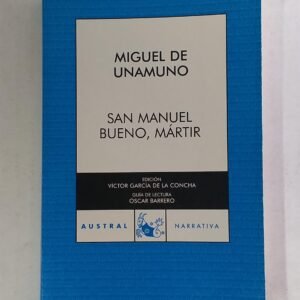 MIGUEL DE
UNAMUNO
SAN MANUEL
BUENO, MÁRTIR
EDICIÓN
VÍCTOR GARCÍA DE LA CONCHA
GUÍA DE LECTURA
ÓSCAR BARRERO
AUSTRAL NARRATIVA